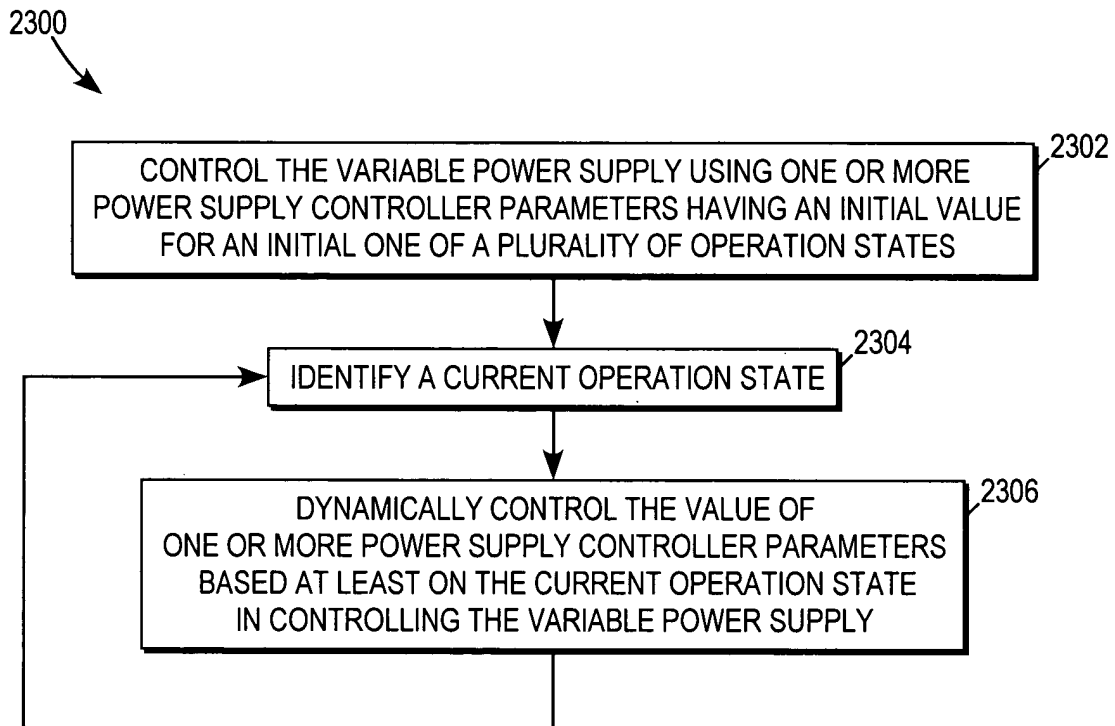 2300
2302
CONTROL THE VARIABLE POWER SUPPLY USING ONE OR MORE
POWER SUPPLY CONTROLLER PARAMETERS HAVING AN INITIAL VALUE
FOR AN INITIAL ONE OF A PLURALITY OF OPERATION STATES
2304
IDENTIFY A CURRENT OPERATION STATE
2306
DYNAMICALLY CONTROL THE VALUE OF
ONE OR MORE POWER SUPPLY CONTROLLER PARAMETERS
BASED AT LEAST ON THE CURRENT OPERATION STATE
IN CONTROLLING THE VARIABLE POWER SUPPLY